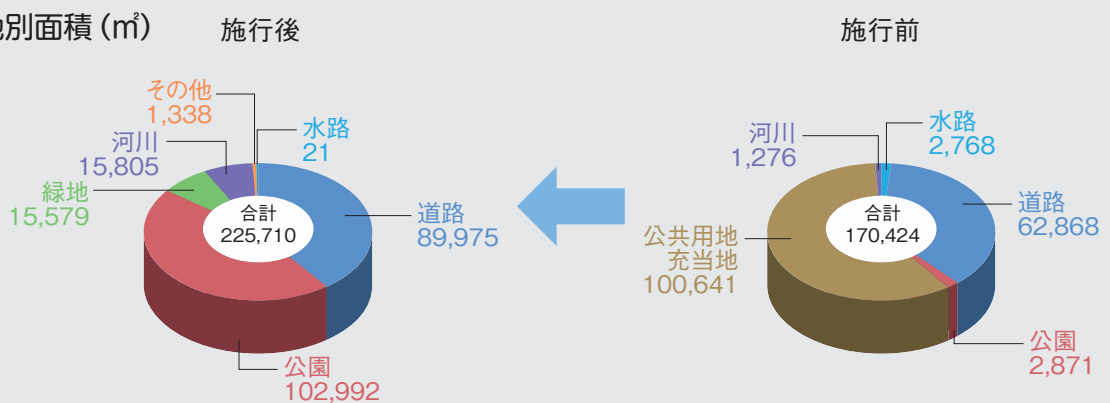 別面積 (㎡)
施行後
施行前
その他
1,338
河川
15,805
緑地
15,579
水路
21
合計
225,710
道路
89,975
公園
102,992
河川
1,276
水路
2,768
公共用地
充当地
100,641
合計
170,424
道路
62,868
公園
2,871